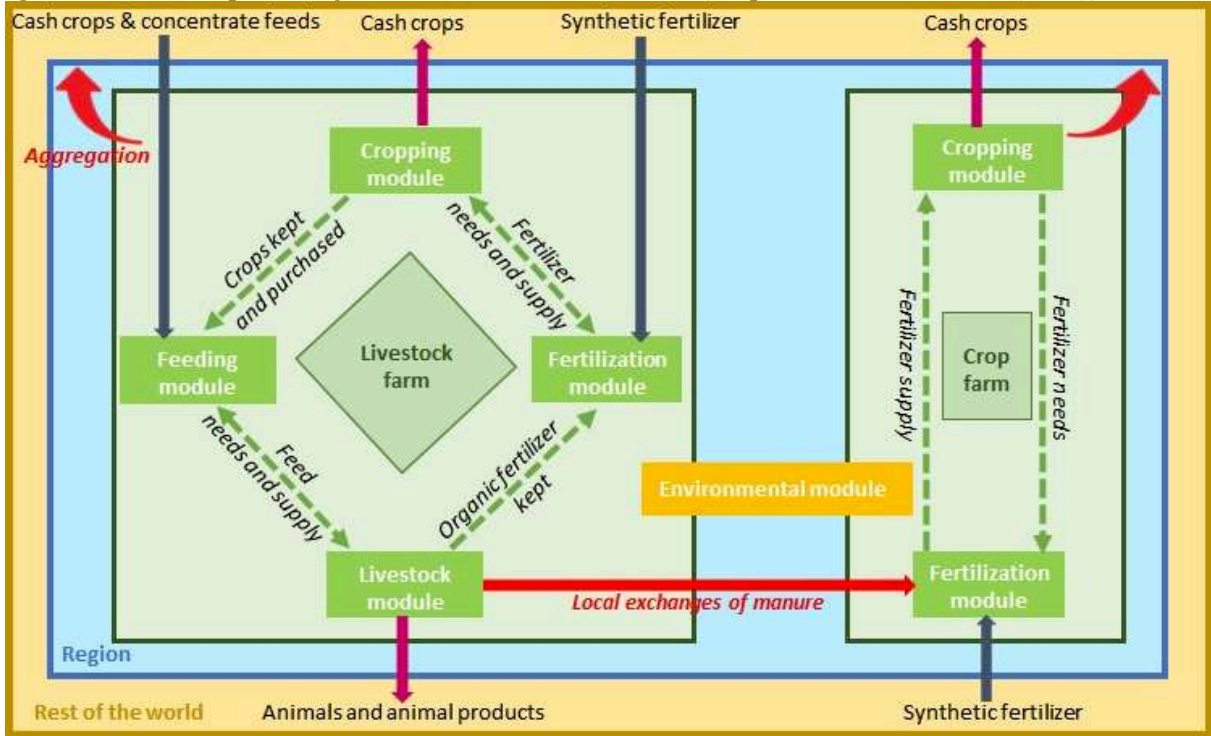 Cash crops & concentrate feeds
Cash crops
Synthetic fertilizer
Cash crops
Aggregation
Cropping
module
Cropping
module
Crops kept
and purchased
Fertilizer
needs and supply
Feeding
module
Livestock
farm
Fertilization
module
Fertilizer supply
Crop
farm
Fertilizer needs
Feed
needs and supply
Organic fertilizer
kept
Environmental module
Livestock
module
Local exchanges of manure
Fertilization
module
Region
Rest of the world
Animals and animal products
Synthetic fertilizer